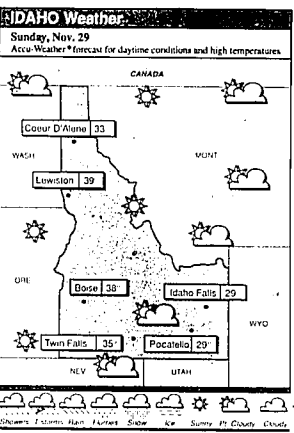 IDAHO Weather
Sunday, Nov. 29
Accu-Weather® forecast for daytime conditions and high temperatures
CANADA
Coeur D'Alene 33
WASH
MONT
Lewiston 39
ORE
Boise 38°
Idaho Falls 29
WYO
Twin Falls 35°
Pocatello 29°
NEV
UTAH
Showers T-storms Rain Flurries Snow Ice Sunny Pt. Cloudy Cloudy